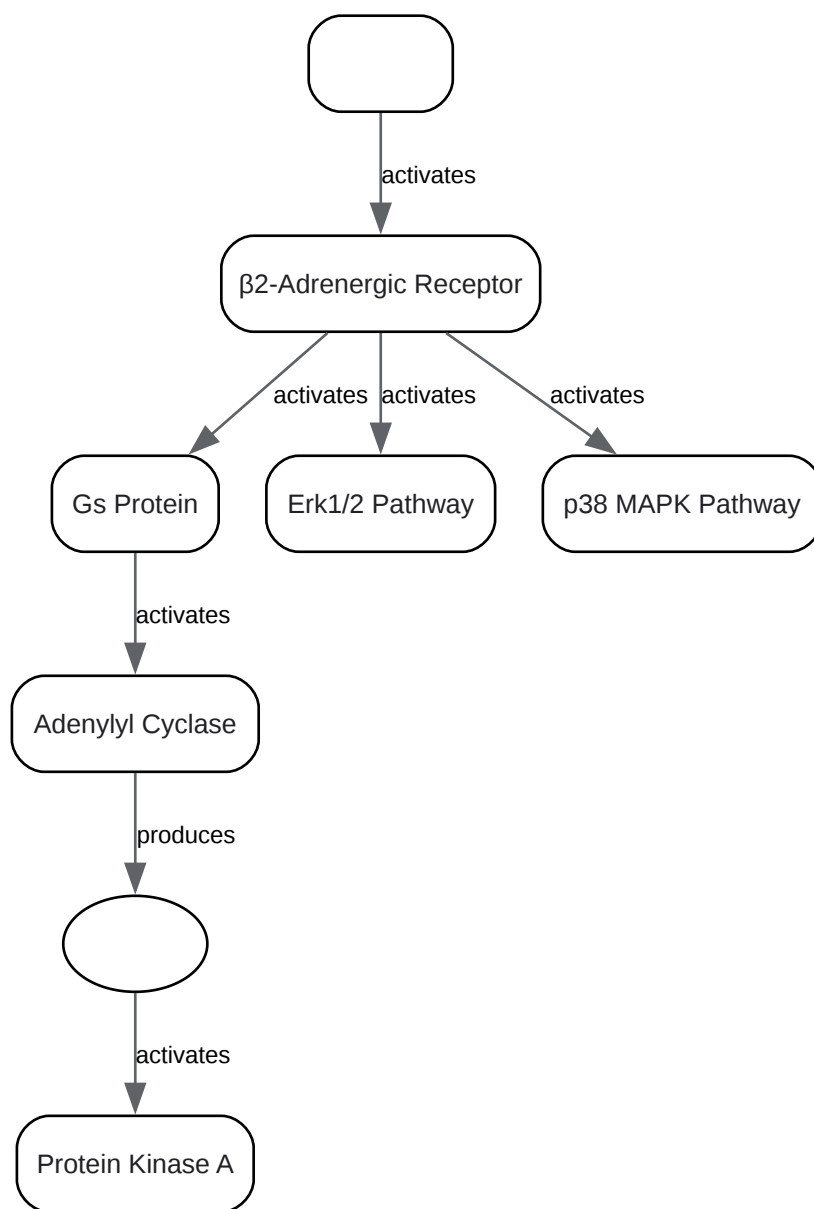 activates
β2-Adrenergic Receptor
activates
activates
activates
Gs Protein
Erk1/2 Pathway
p38 MAPK Pathway
activates
Adenylyl Cyclase
produces
activates
Protein Kinase A